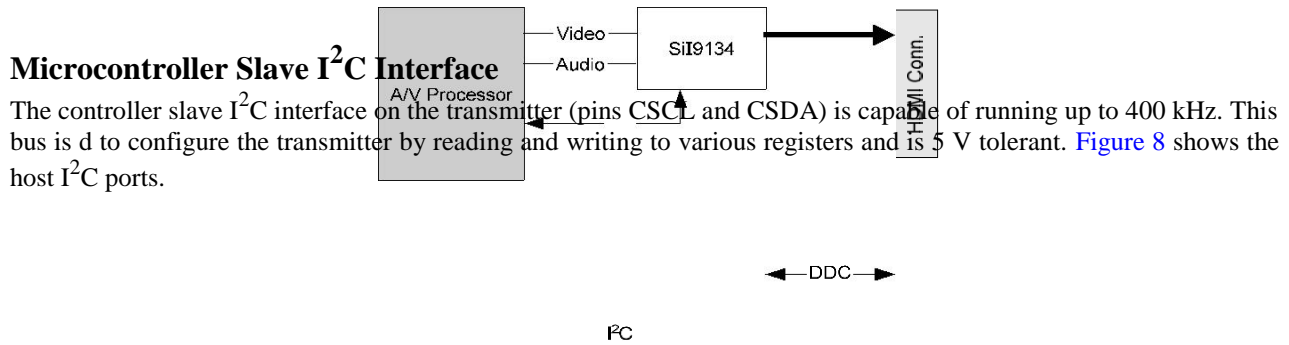 Video
SiI9134
Audio
HDMI Conn.
Microcontroller Slave I²C Interface
A/V Processor
The controller slave I²C interface on the transmitter (pins CSCL and CSDA) is capable of running up to 400 kHz. This
bus is d to configure the transmitter by reading and writing to various registers and is 5 V tolerant. Figure 8 shows the
host I²C ports.
DDC
I²C